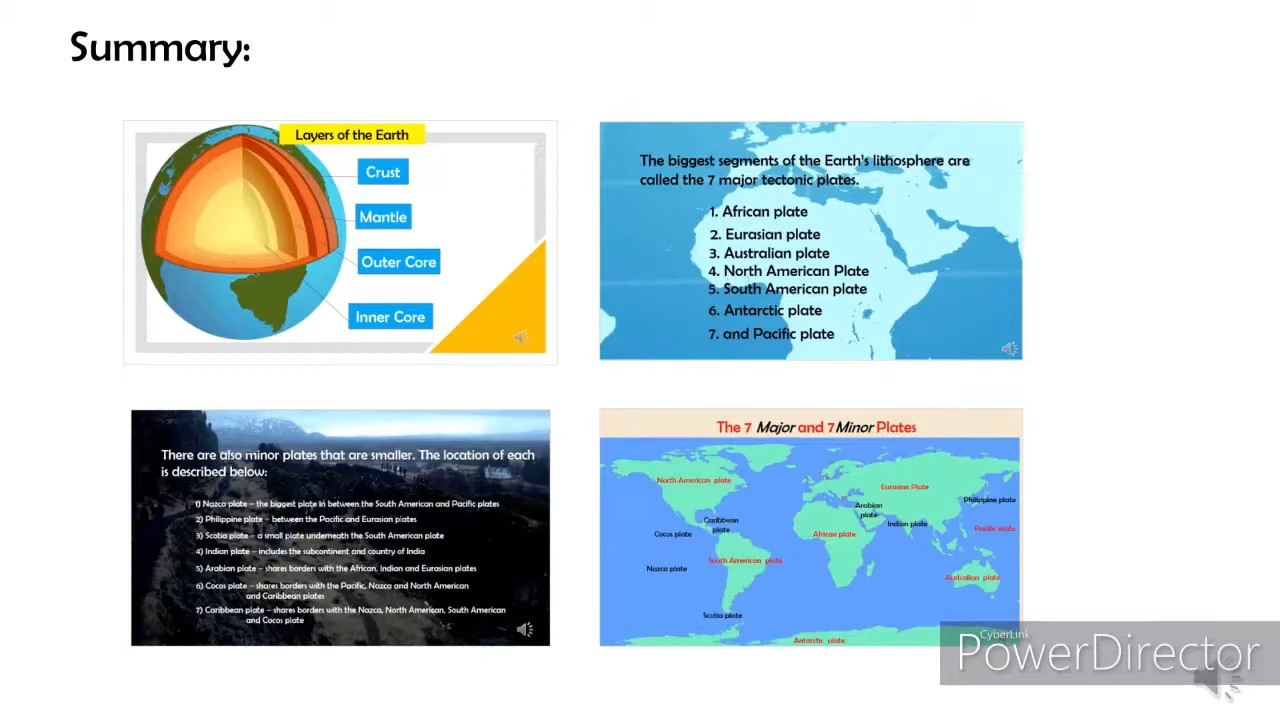 Summary:
Layers of the Earth
Crust
Mantle
Outer Core
Inner Core
The biggest segments of the Earth's lithosphere are
called the 7 major tectonic plates.
1. African plate
2. Eurasian plate
3. Australian plate
4. North American Plate
5. South American plate
6. Antarctic plate
7. and Pacific plate
There are also minor plates that are smaller. The location of each
is described below:
1) Nazca plate – the biggest plate in between the South American and Pacific plates
2) Philippine plate – between the Pacific and Eurasian plates
3) Scotia plate – a small plate underneath the South American plate
4) Indian plate – includes the subcontinent and country of India
5) Arabian plate – shares borders with the African, Indian and Eurasian plates
6) Cocos plate – shares borders with the Pacific, Nazca and North American
and Caribbean plates
7) Caribbean plate – shares borders with the Nazca, North American, South American
and Cocos plate
The 7 Major and 7 Minor Plates
North American plate
Eurasian Plate
Philippine plate
Arabian
plate
Caribbean
plate
Indian plate
Pacific plate
Cocos plate
African plate
South American plate
Nazca plate
Australian plate
Scotia plate
Antarctic plate
CyberLink
PowerDirector